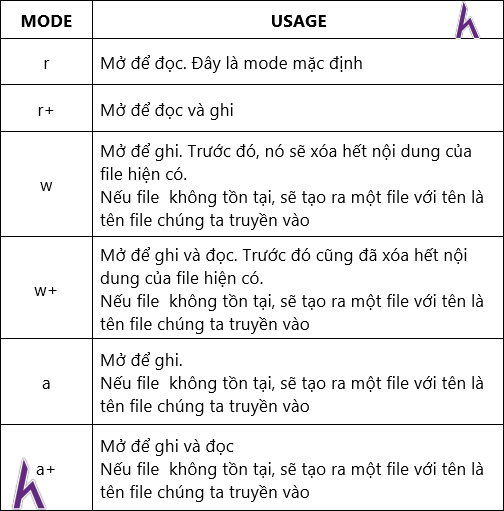 MODE USAGE
r Mở để đọc. Đây là mode mặc định
r+ Mở để đọc và ghi
w Mở để ghi. Trước đó, nó sẽ xóa hết nội dung của
file hiện có.
Nếu file  không tồn tại, sẽ tạo ra một file với tên là
tên file chúng ta truyền vào
w+ Mở để ghi và đọc. Trước đó cũng đã xóa hết nội
dung của file hiện có.
Nếu file  không tồn tại, sẽ tạo ra một file với tên là
tên file chúng ta truyền vào
a Mở để ghi.
Nếu file  không tồn tại, sẽ tạo ra một file với tên là
tên file chúng ta truyền vào
a+ Mở để ghi và đọc
Nếu file  không tồn tại, sẽ tạo ra một file với tên là
tên file chúng ta truyền vào